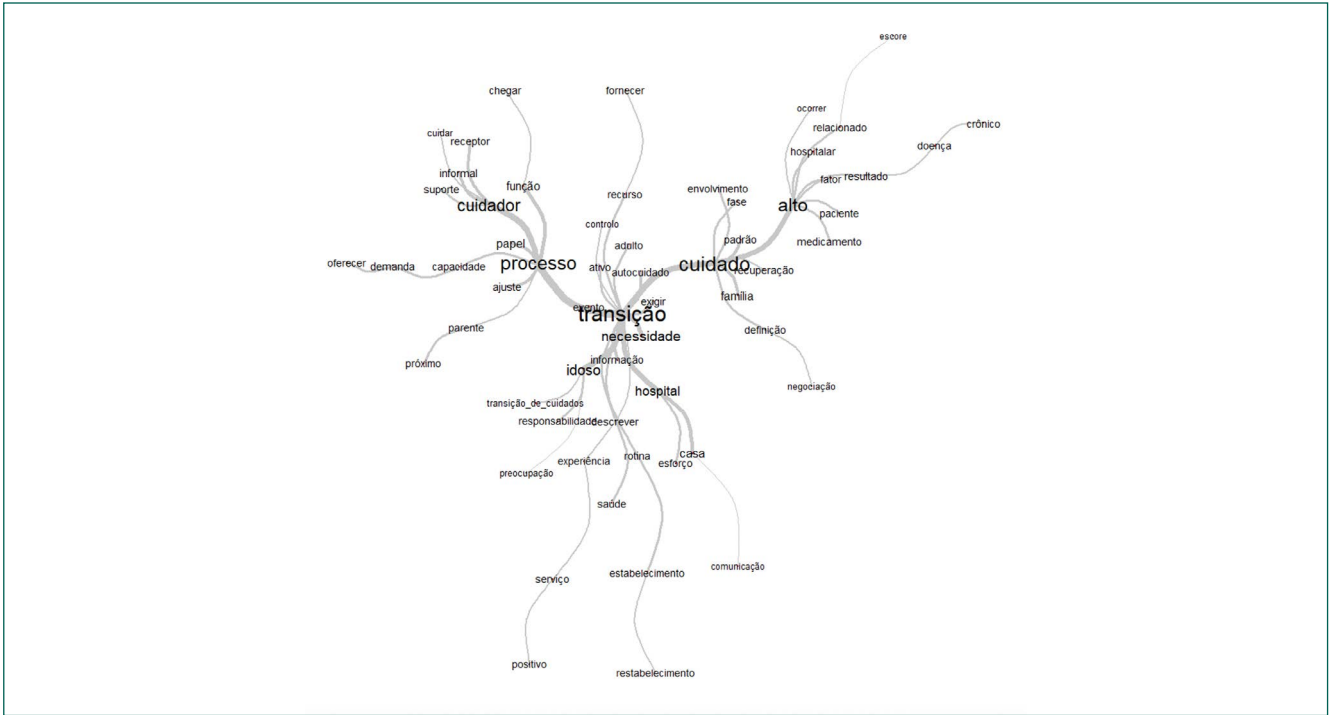 escore
chegar
fornecer
ocorrer
crônico
relacionado
cuidar
receptor
doença
hospitalar
informal
resultado
fator
função
envolvimento
suporte
recurso
fase
cuidador
alto
paciente
controlo
papel
padrão
medicamento
adulto
oferecer
demanda
capacidade
processo
ativo
autocuidado
cuidado
recuperação
ajuste
família
exigir
evento
transição
parente
definição
necessidade
próximo
informação
idoso
hospital
negociação
transição_de_cuidados
responsabilidade
descrever
casa
experiência
rotina
esforço
preocupação
saúde
comunicação
estabelecimento
serviço
positivo
restabelecimento